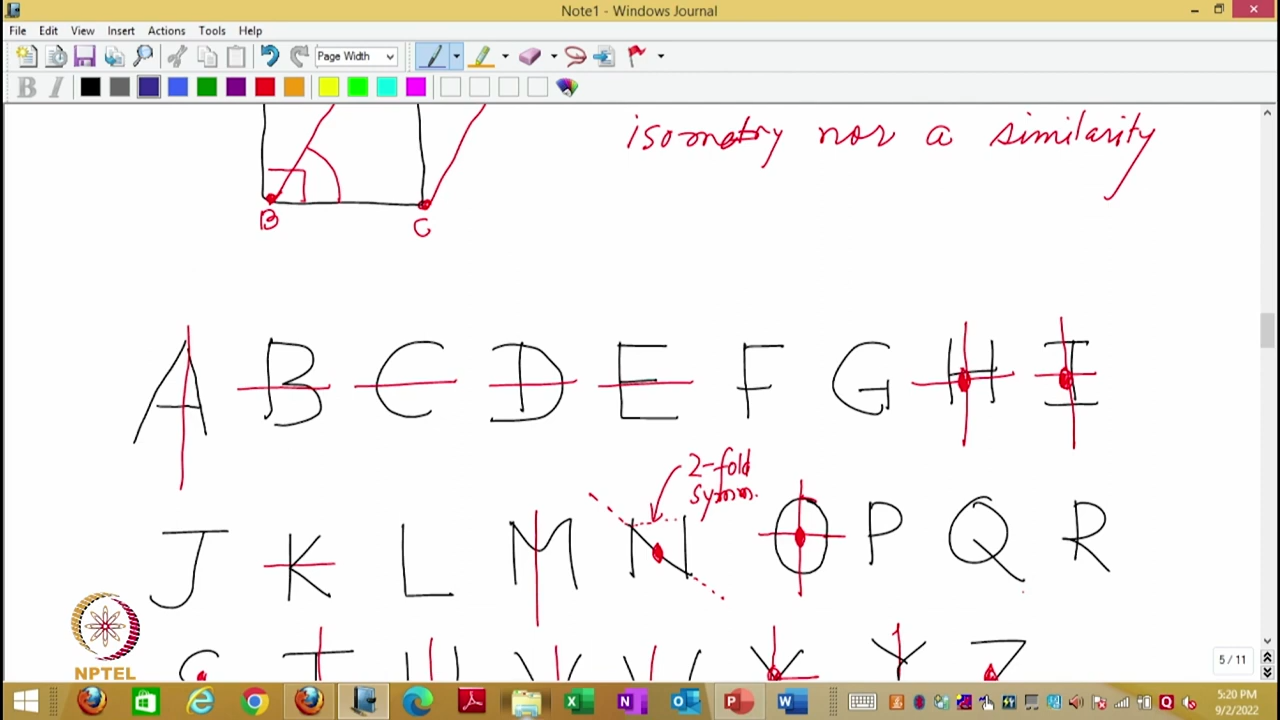 Note1 - Windows Journal
File Edit View Insert Actions Tools Help
Page Width
B I
isometry nor a similarity
B C
A B C D E F G H I
2-fold
symm.
J K L M N O P Q R
S T U V V X Y Z
NPTEL
5 / 11
5:20 PM
9/2/2022